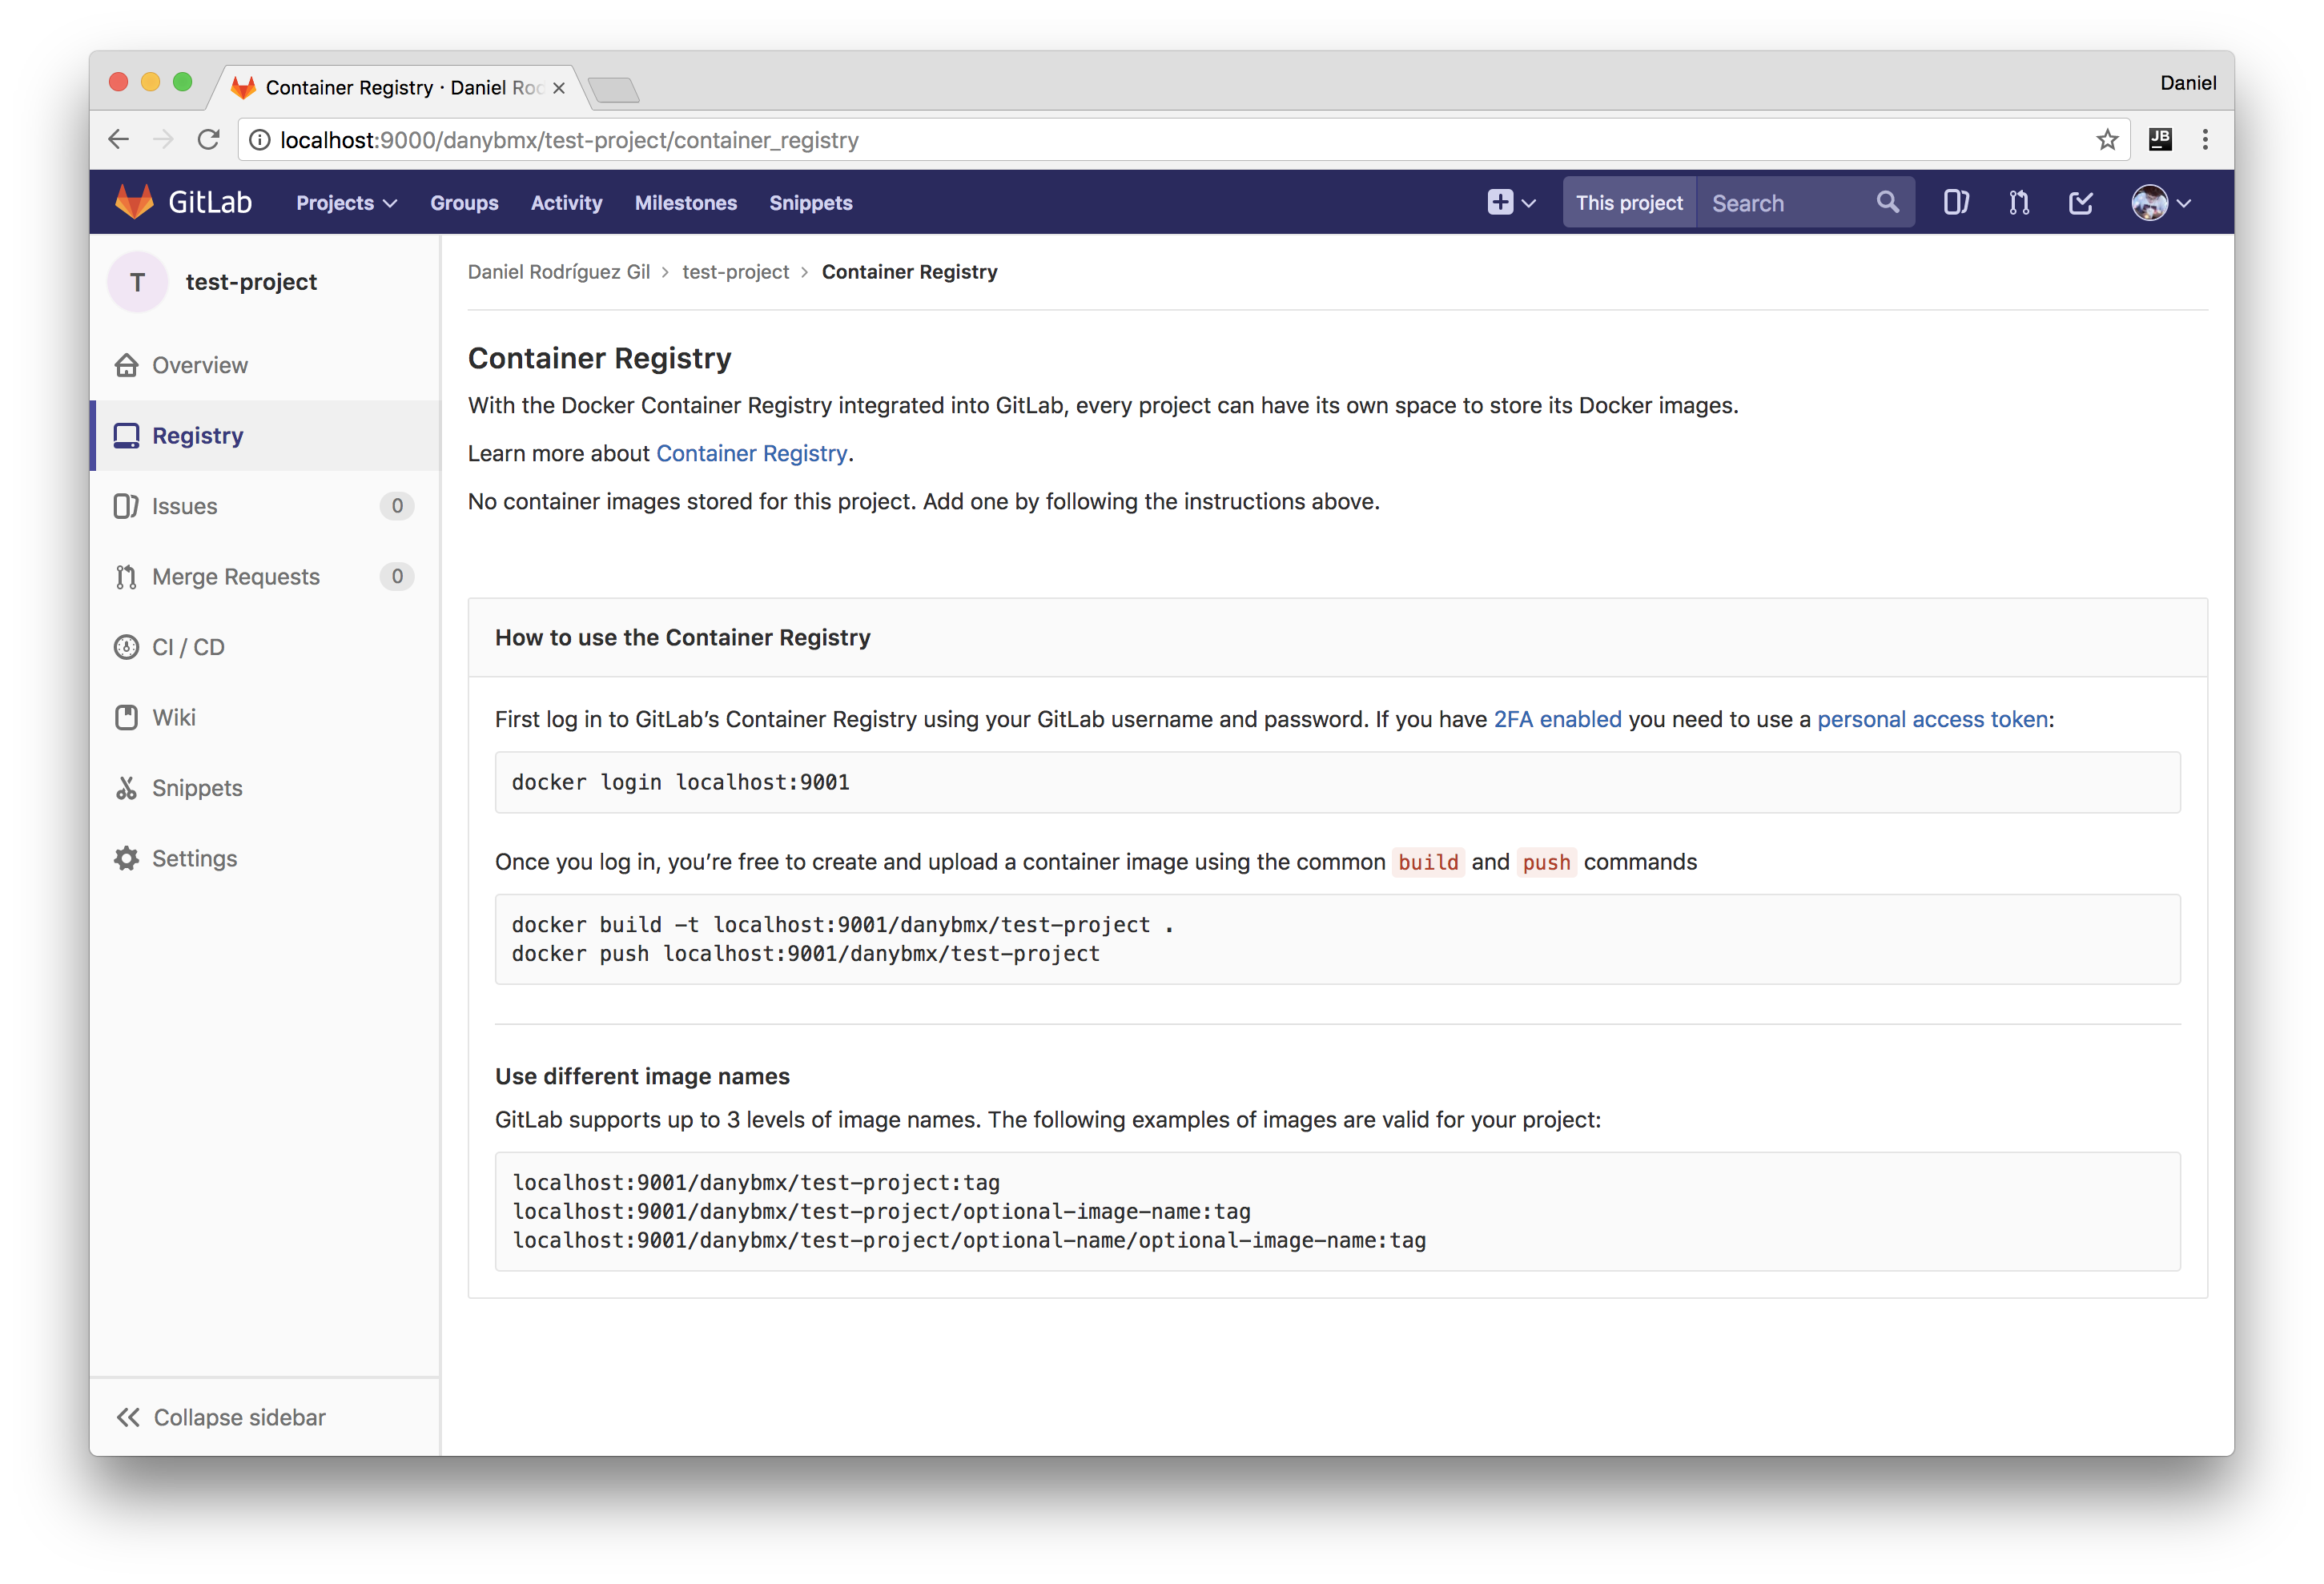 Container Registry · Daniel Rod
Daniel
localhost:9000/danybmx/test-project/container_registry
JB
GitLab
Projects
Groups
Activity
Milestones
Snippets
This project
Search
T
test-project
Overview
Registry
Issues 0
Merge Requests 0
CI / CD
Wiki
Snippets
Settings
Collapse sidebar
Daniel Rodríguez Gil > test-project > Container Registry
Container Registry
With the Docker Container Registry integrated into GitLab, every project can have its own space to store its Docker images.
Learn more about Container Registry.
No container images stored for this project. Add one by following the instructions above.
How to use the Container Registry
First log in to GitLab’s Container Registry using your GitLab username and password. If you have 2FA enabled you need to use a personal access token:
docker login localhost:9001
Once you log in, you’re free to create and upload a container image using the common build and push commands
docker build -t localhost:9001/danybmx/test-project .
docker push localhost:9001/danybmx/test-project
Use different image names
GitLab supports up to 3 levels of image names. The following examples of images are valid for your project:
localhost:9001/danybmx/test-project:tag
localhost:9001/danybmx/test-project/optional-image-name:tag
localhost:9001/danybmx/test-project/optional-name/optional-image-name:tag